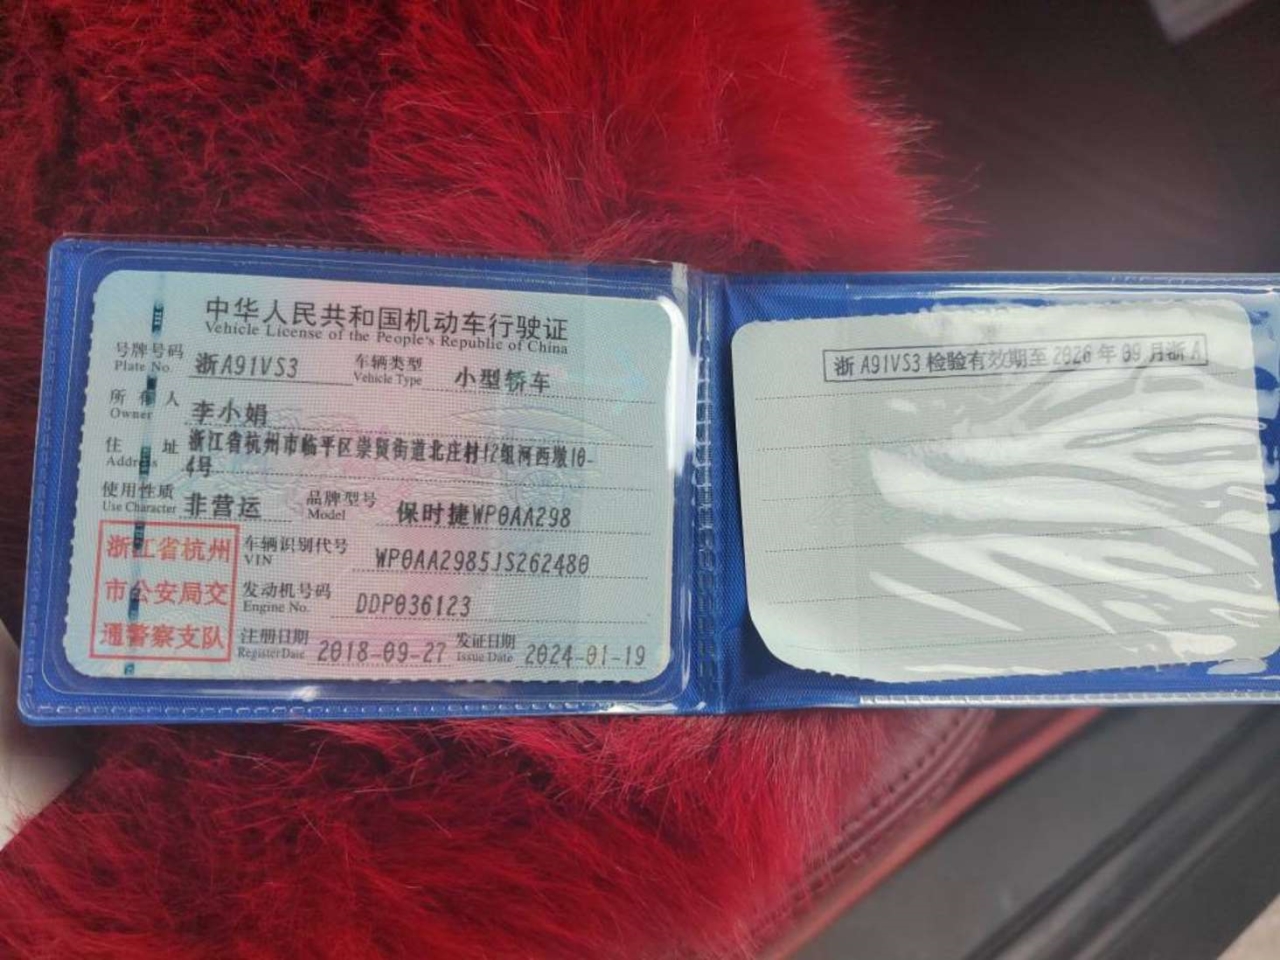 中华人民共和国机动车行驶证
Vehicle License of the People's Republic of China
号牌号码 浙A91VS3 车辆类型 小型轿车
Plate No. Vehicle Type
所有人 李小娟
Owner
住址 浙江省杭州市临平区崇贤街道北庄村12组河西墩10-
Address 4号
使用性质 非营运 品牌型号 保时捷WP0AA298
Use Character Model
浙江省杭州
市公安局交
通警察支队
车辆识别代号 WP0AA2985JS262480
VIN
发动机号码 DDP036123
Engine No.
注册日期 2018-09-27 发证日期 2024-01-19
Register Date Issue Date
浙A91VS3检验有效期至2026年09月浙A